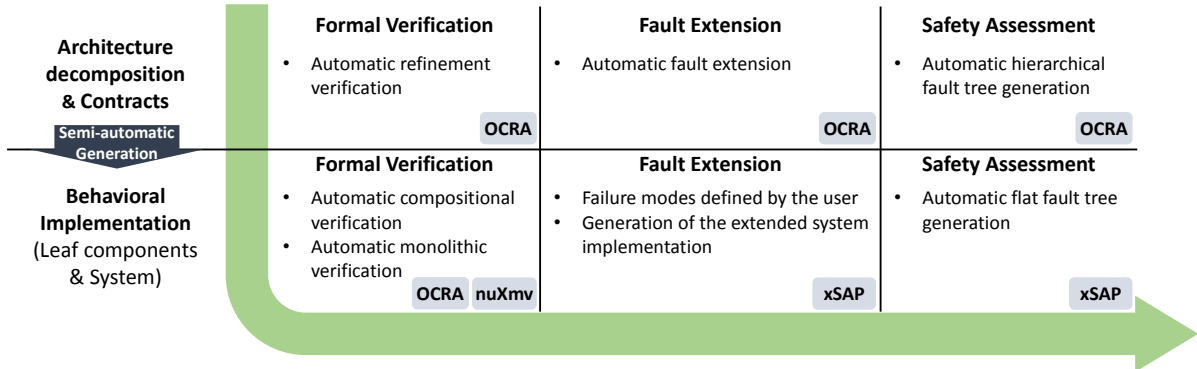 Architecture
decomposition
& Contracts
Semi-automatic
Generation
Behavioral
Implementation
(Leaf components
& System)
Formal Verification
• Automatic refinement
verification
OCRA
Fault Extension
• Automatic fault extension
OCRA
Safety Assessment
• Automatic hierarchical
fault tree generation
OCRA
Formal Verification
• Automatic compositional
verification
• Automatic monolithic
verification
OCRA nuXmv
Fault Extension
• Failure modes defined by the user
• Generation of the extended system
implementation
xSAP
Safety Assessment
• Automatic flat fault tree
generation
xSAP